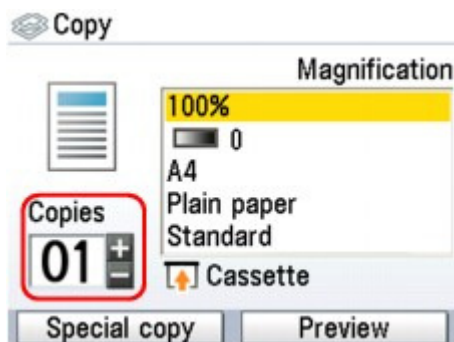 Copy
Magnification
100%
0
A4
Plain paper
Standard
Copies
01
+
-
Cassette
Special copy
Preview